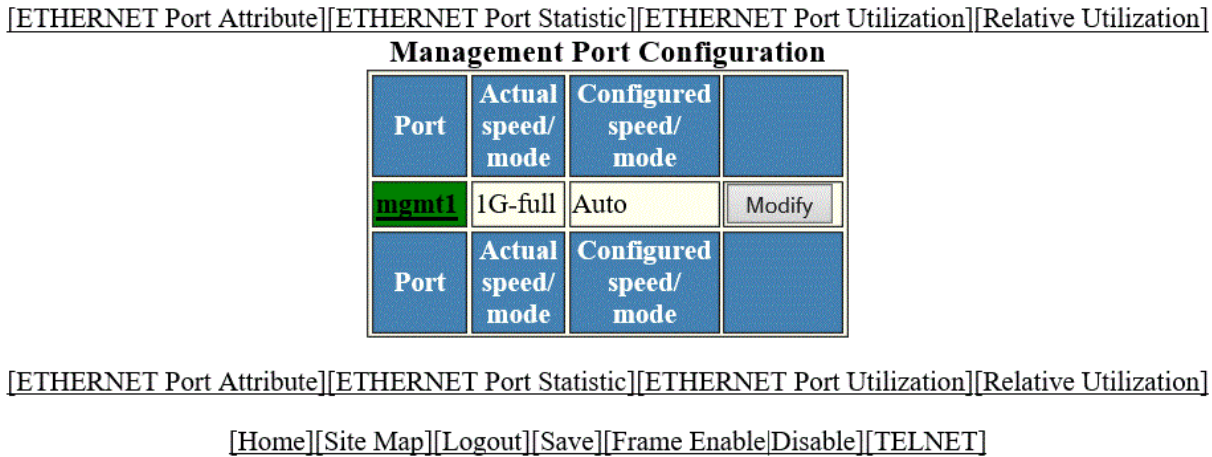 [ETHERNET Port Attribute][ETHERNET Port Statistic][ETHERNET Port Utilization][Relative Utilization]
Management Port Configuration
Port Actual speed/ mode Configured speed/ mode
mgmt1 1G-full Auto Modify
Port Actual speed/ mode Configured speed/ mode
[ETHERNET Port Attribute][ETHERNET Port Statistic][ETHERNET Port Utilization][Relative Utilization]
[Home][Site Map][Logout][Save][Frame Enable|Disable][TELNET]